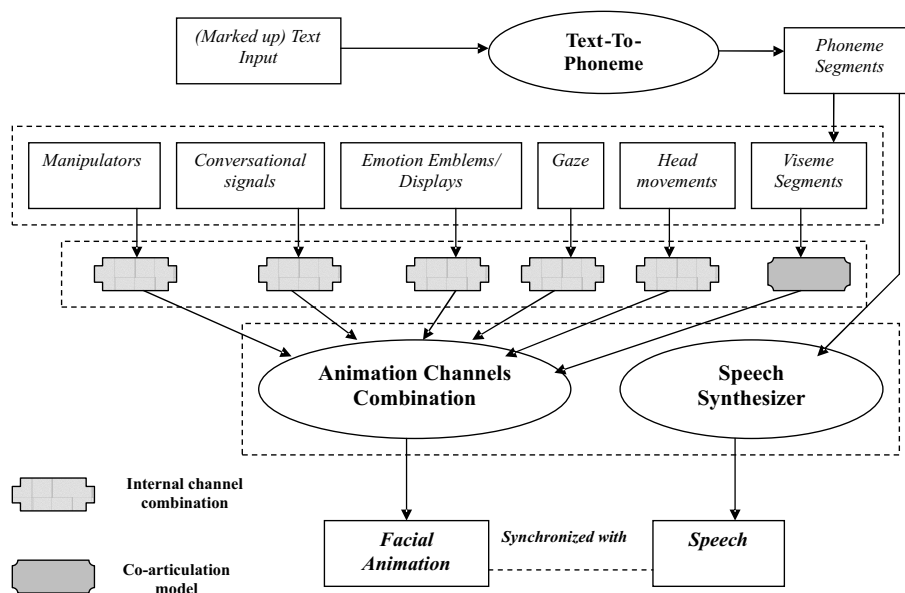 (Marked up) Text
Input
Text-To-
Phoneme
Phoneme
Segments
Manipulators
Conversational
signals
Emotion Emblems/
Displays
Gaze
Head
movements
Viseme
Segments
Animation Channels
Combination
Speech
Synthesizer
Internal channel
combination
Facial
Animation
Synchronized with
Speech
Co-articulation
model